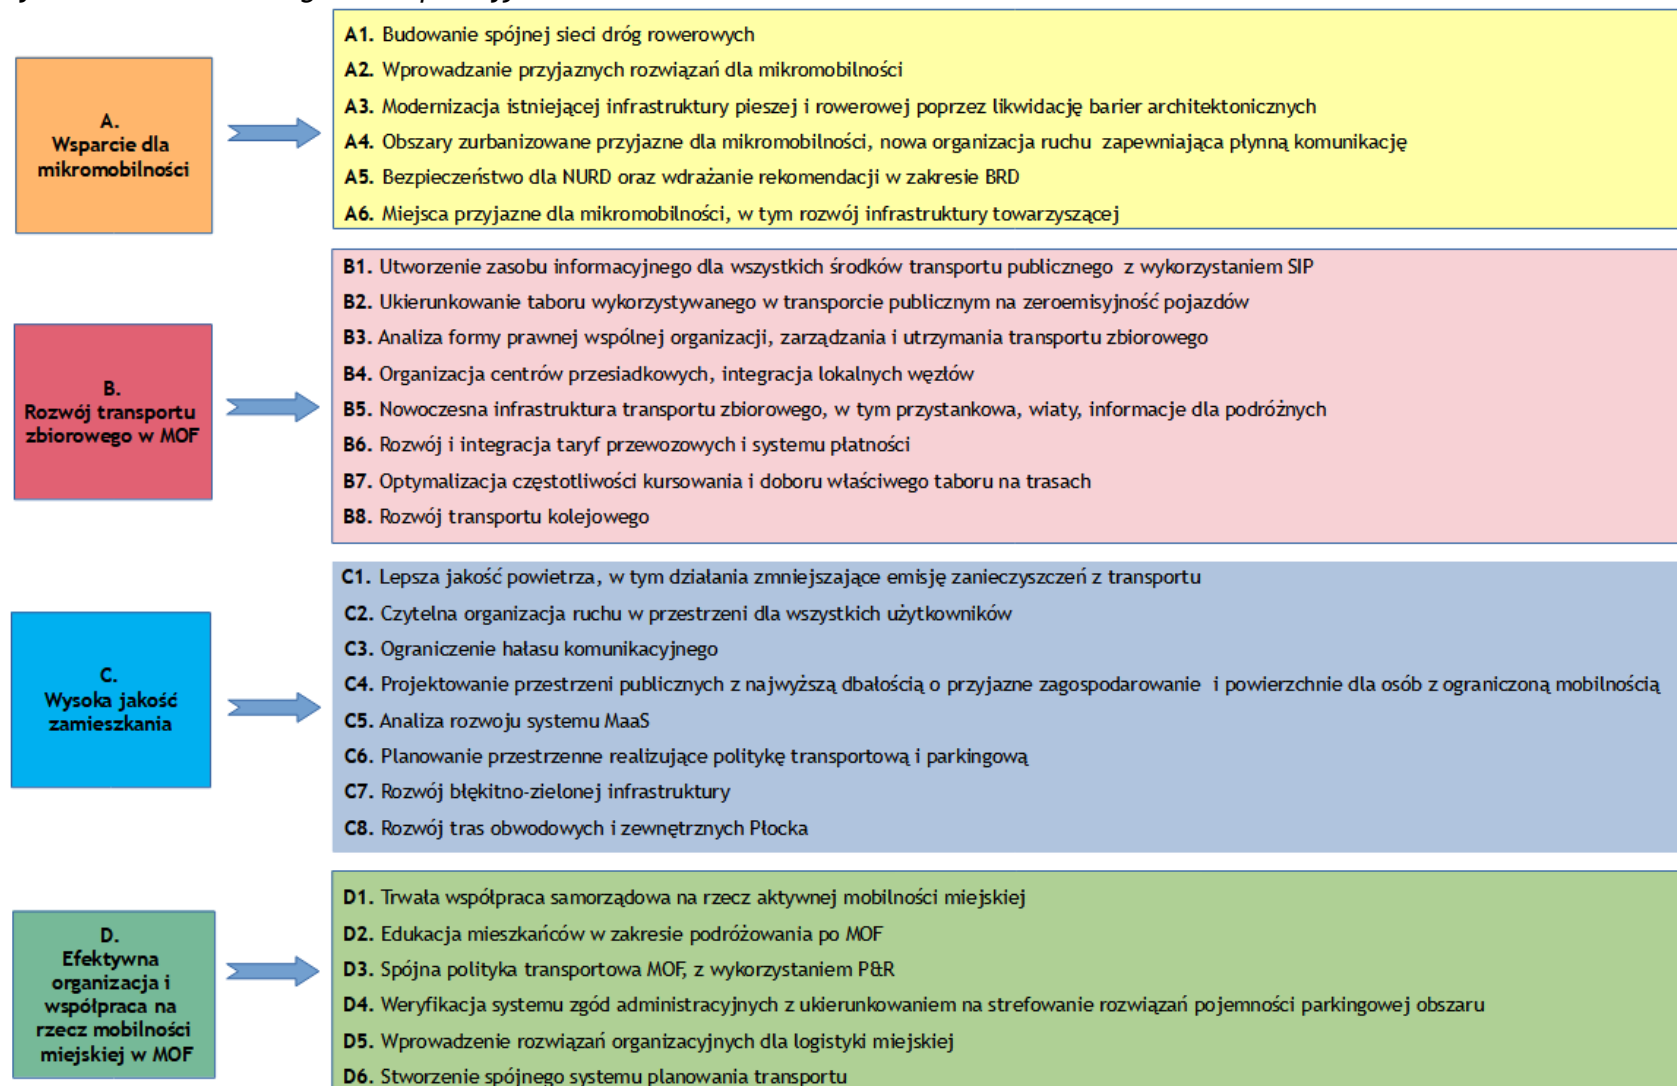 A.
Wsparcie dla
mikromobilności
A1. Budowanie spójnej sieci dróg rowerowych
A2. Wprowadzanie przyjaznych rozwiązań dla mikromobilności
A3. Modernizacja istniejącej infrastruktury pieszej i rowerowej poprzez likwidację barier architektonicznych
A4. Obszary zurbanizowane przyjazne dla mikromobilności, nowa organizacja ruchu zapewniająca płynną komunikację
A5. Bezpieczeństwo dla NURD oraz wdrażanie rekomendacji w zakresie BRD
A6. Miejsca przyjazne dla mikromobilności, w tym rozwój infrastruktury towarzyszącej
B.
Rozwój transportu
zbiorowego w MOF
B1. Utworzenie zasobu informacyjnego dla wszystkich środków transportu publicznego z wykorzystaniem SIP
B2. Ukierunkowanie taboru wykorzystywanego w transporcie publicznym na zeroemisyjność pojazdów
B3. Analiza formy prawnej wspólnej organizacji, zarządzania i utrzymania transportu zbiorowego
B4. Organizacja centrów przesiadkowych, integracja lokalnych węzłów
B5. Nowoczesna infrastruktura transportu zbiorowego, w tym przystankowa, wiaty, informacje dla podróżnych
B6. Rozwój i integracja taryf przewozowych i systemu płatności
B7. Optymalizacja częstotliwości kursowania i doboru właściwego taboru na trasach
B8. Rozwój transportu kolejowego
C.
Wysoka jakość
zamieszkania
C1. Lepsza jakość powietrza, w tym działania zmniejszające emisję zanieczyszczeń z transportu
C2. Czytelna organizacja ruchu w przestrzeni dla wszystkich użytkowników
C3. Ograniczenie hałasu komunikacyjnego
C4. Projektowanie przestrzeni publicznych z najwyższą dbałością o przyjazne zagospodarowanie i powierzchnie dla osób z ograniczoną mobilnością
C5. Analiza rozwoju systemu MaaS
C6. Planowanie przestrzenne realizujące politykę transportową i parkingową
C7. Rozwój błękitno-zielonej infrastruktury
C8. Rozwój tras obwodowych i zewnętrznych Płocka
D.
Efektywna
organizacja i
współpraca na
rzecz mobilności
miejskiej w MOF
D1. Trwała współpraca samorządowa na rzecz aktywnej mobilności miejskiej
D2. Edukacja mieszkańców w zakresie podróżowania po MOF
D3. Spójna polityka transportowa MOF, z wykorzystaniem P&R
D4. Weryfikacja systemu zgód administracyjnych z ukierunkowaniem na strefowanie rozwiązań pojemności parkingowej obszaru
D5. Wprowadzenie rozwiązań organizacyjnych dla logistyki miejskiej
D6. Stworzenie spójnego systemu planowania transportu